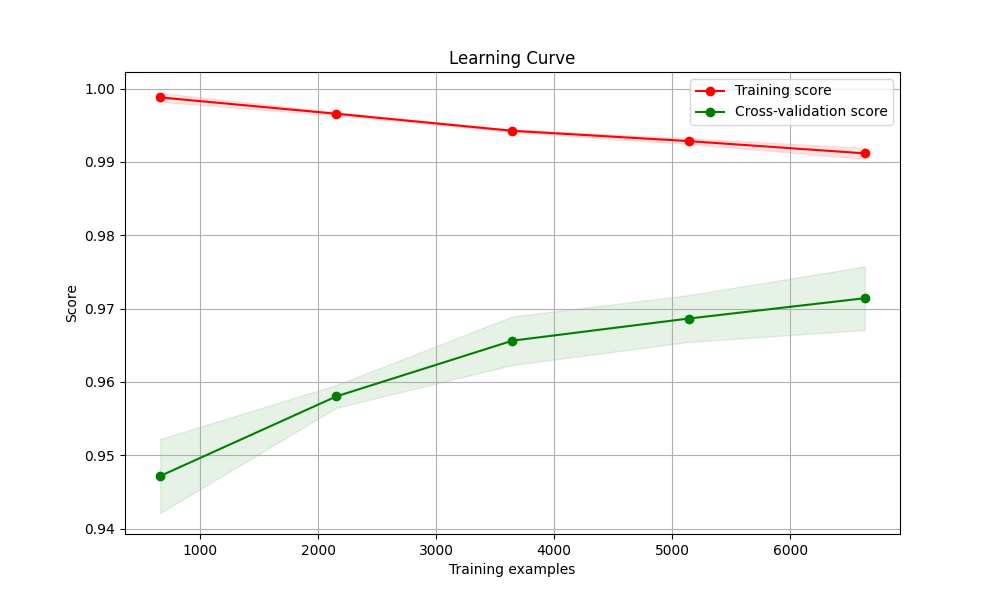 Learning Curve
Training score
Cross-validation score
1.00
0.99
0.98
0.97
0.96
0.95
0.94
Score
1000 2000 3000 4000 5000 6000
Training examples